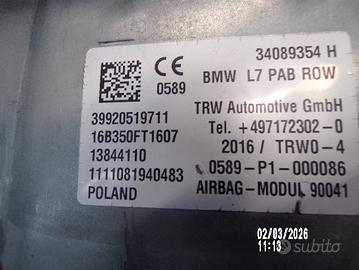 34089354 H
CE
0589
BMW L7 PAB ROW
39920519711
16B350FT1607
13844110
1111081940483
POLAND
TRW Automotive GmbH
Tel. +497172302-0
2016 / TRW0-4
0589-P1-000086
AIRBAG-MODUL 90041
02/03/2026
11:13
subito